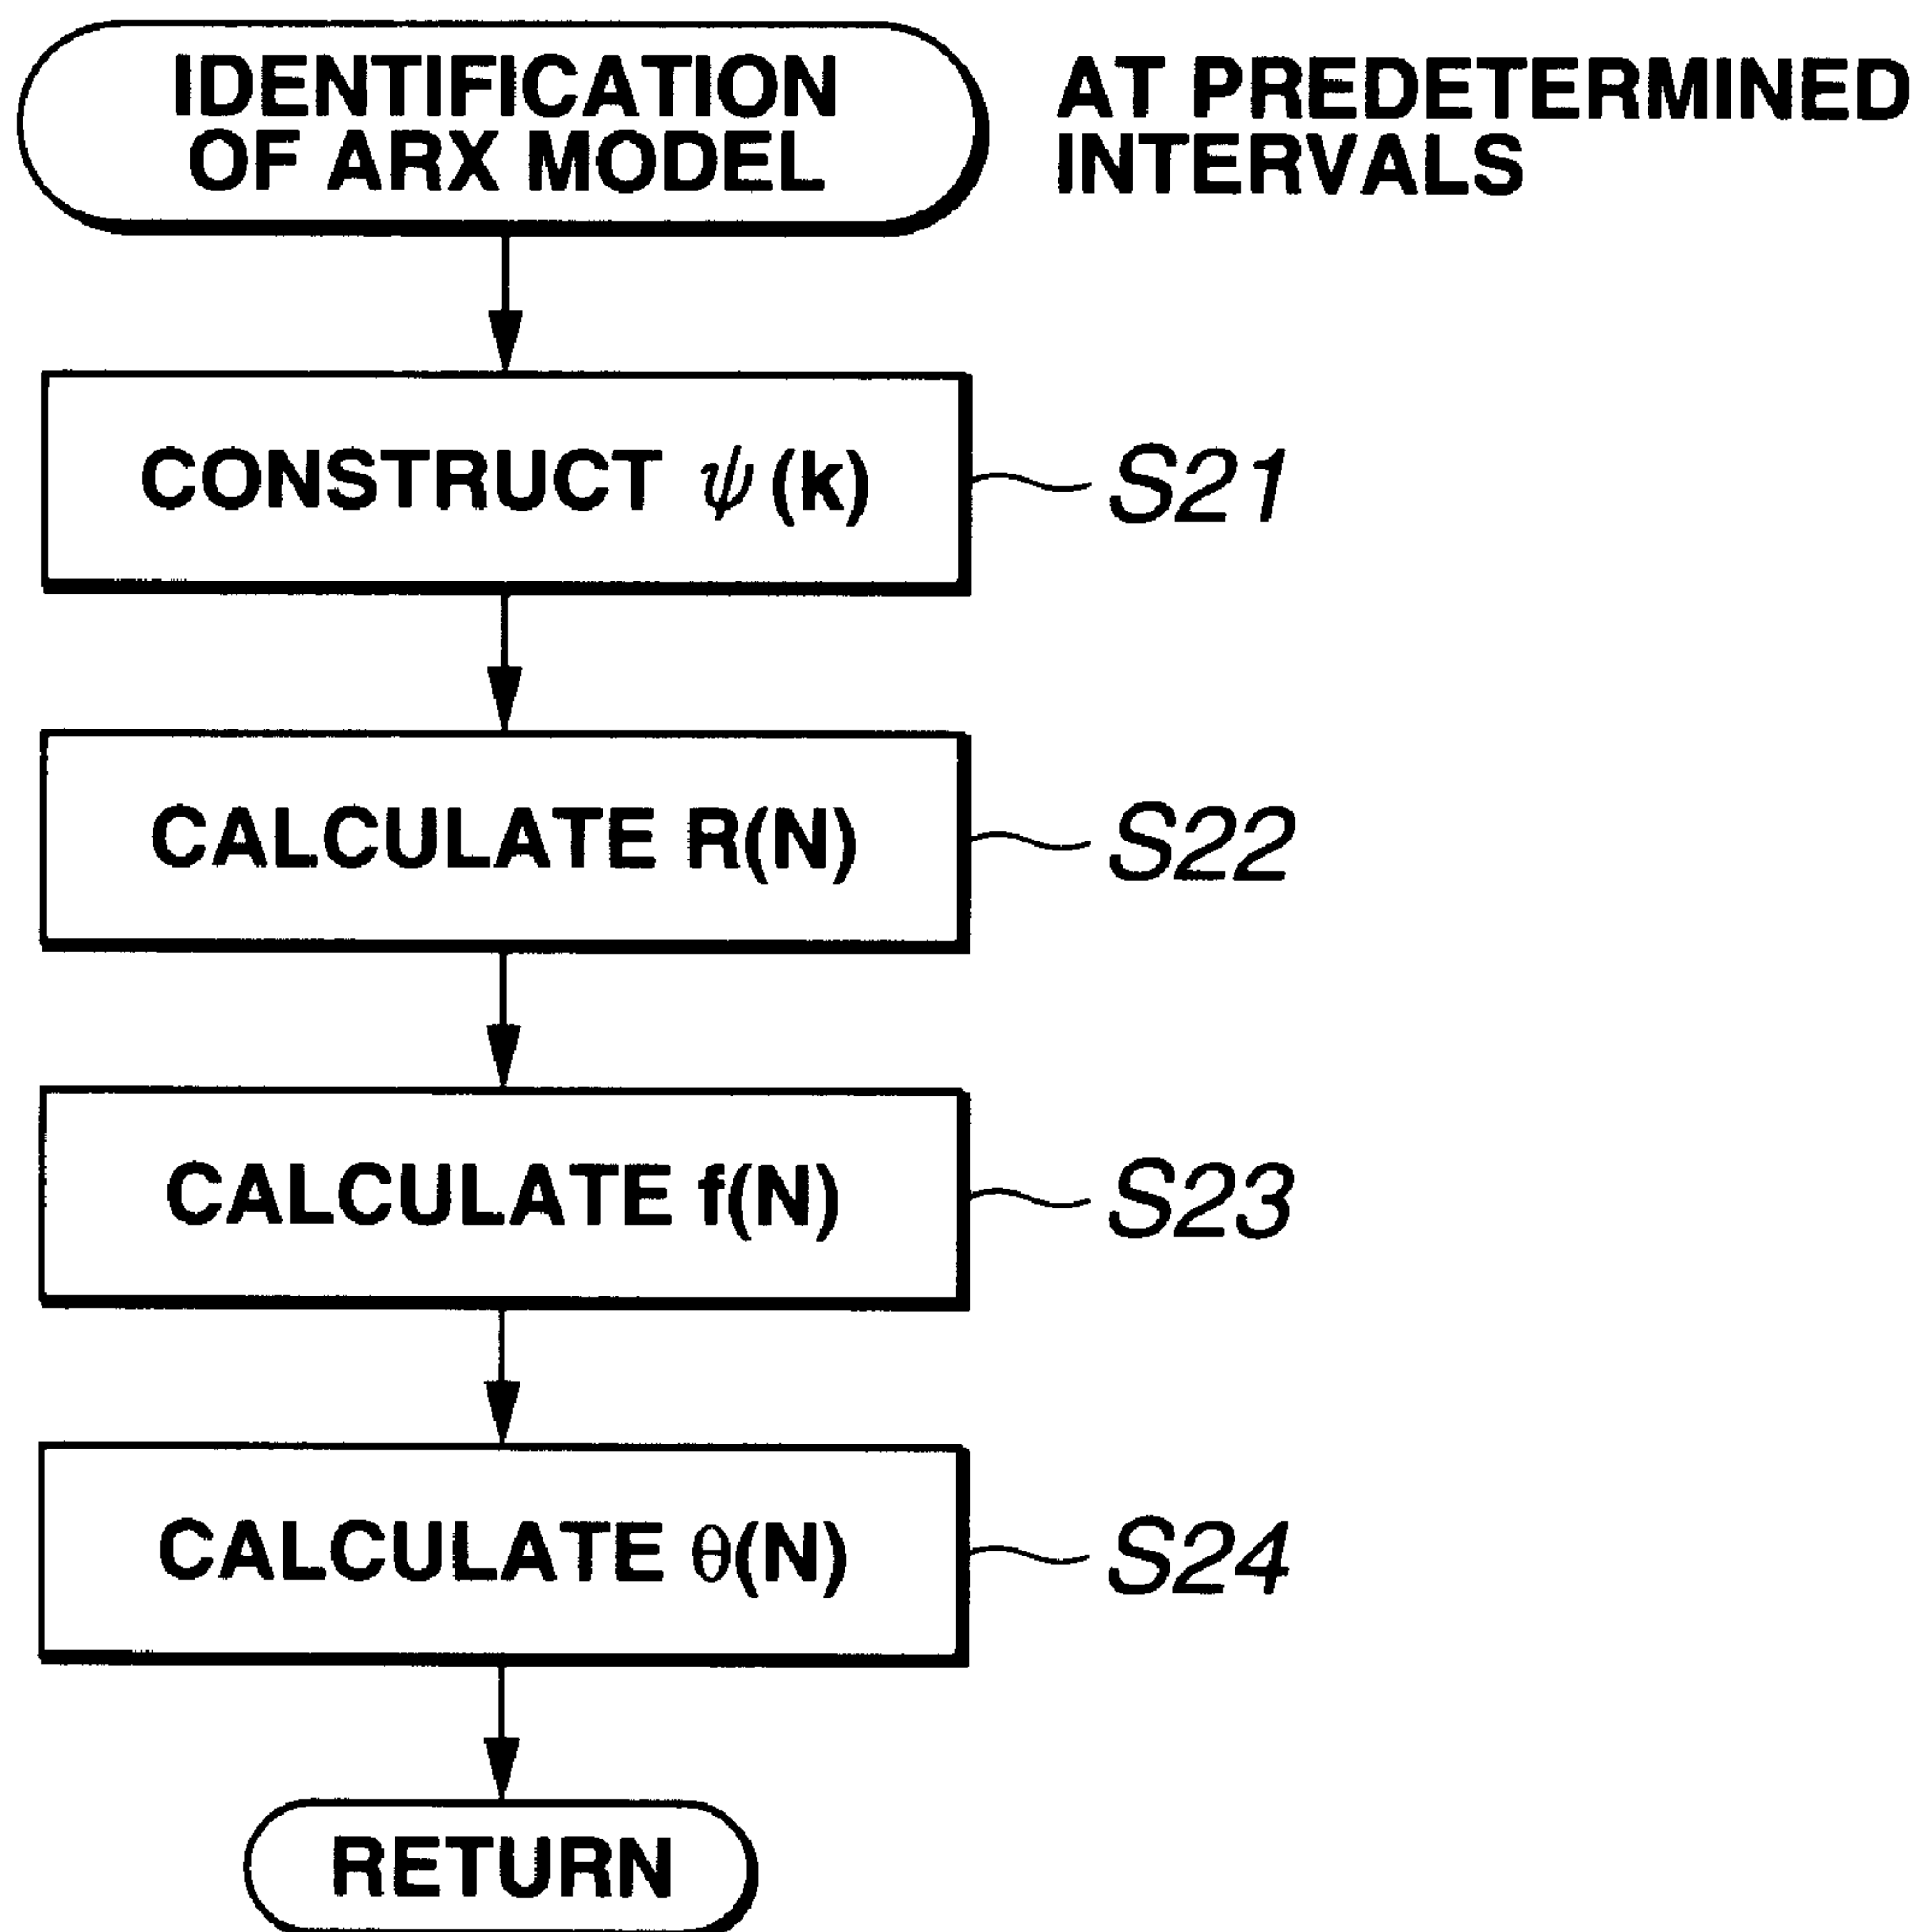 IDENTIFICATION
OF ARX MODEL
AT PREDETERMINED
INTERVALS
CONSTRUCT ψ(k)
S21
CALCULATE R(N)
S22
CALCULATE f(N)
S23
CALCULATE θ(N)
S24
RETURN